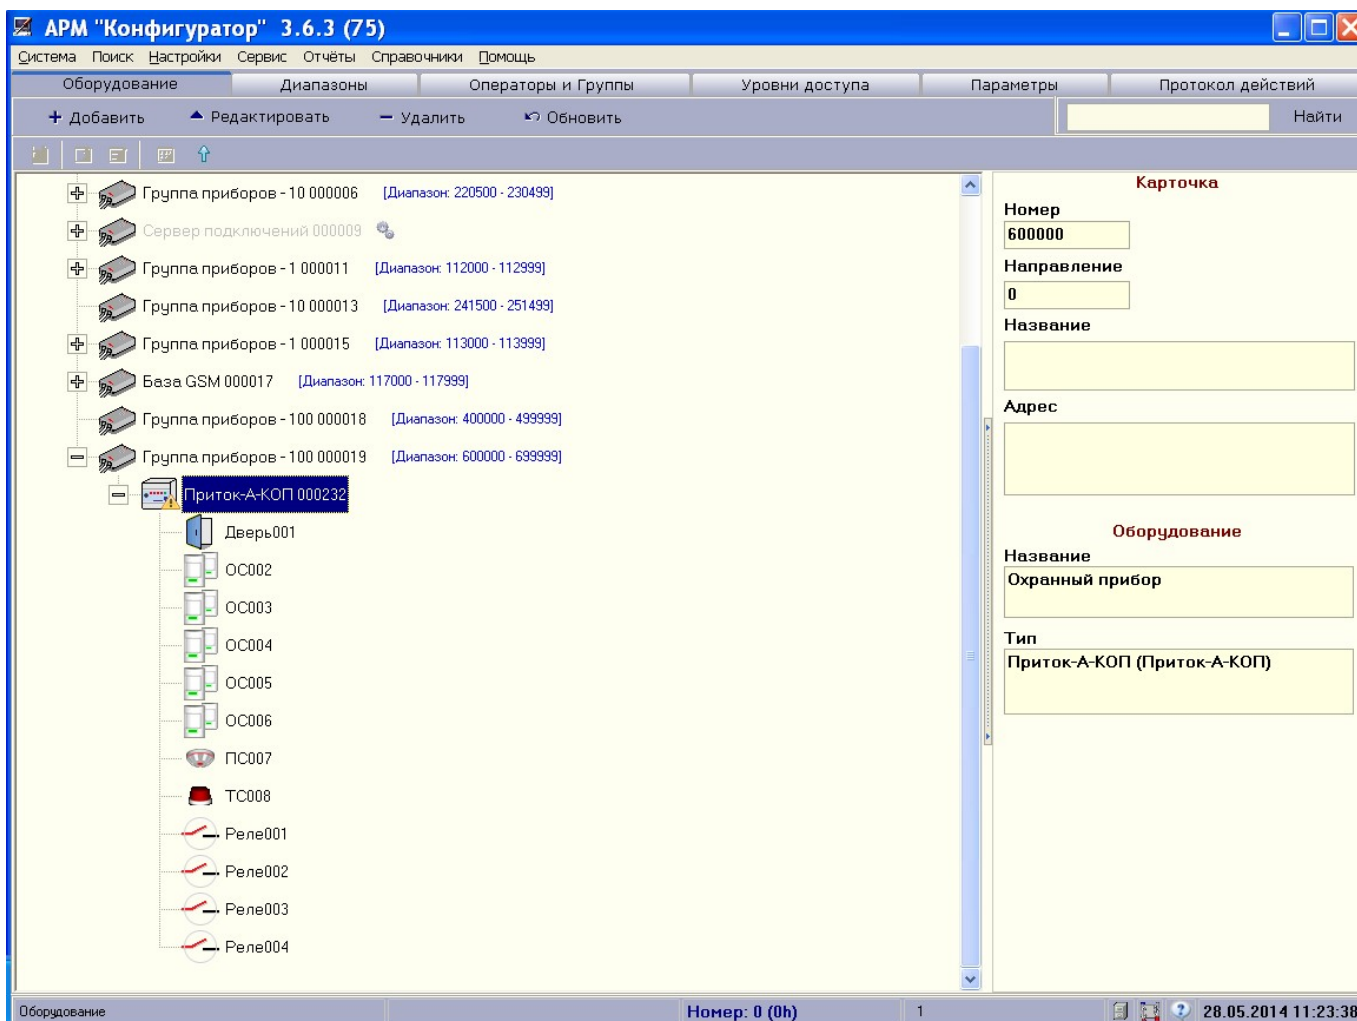 АРМ "Конфигуратор" 3.6.3 (75)
Система Поиск Настройки Сервис Отчёты Справочники Помощь
Оборудование Диапазоны Операторы и Группы Уровни доступа Параметры Протокол действий
Добавить Редактировать Удалить Обновить Найти
Группа приборов - 10 000006 [Диапазон: 220500 - 230499]
Сервер подключений 000009
Группа приборов - 1 000011 [Диапазон: 112000 - 112999]
Группа приборов - 10 000013 [Диапазон: 241500 - 251499]
Группа приборов - 1 000015 [Диапазон: 113000 - 113999]
База GSM 000017 [Диапазон: 117000 - 117999]
Группа приборов - 100 000018 [Диапазон: 400000 - 499999]
Группа приборов - 100 000019 [Диапазон: 600000 - 699999]
Приток-А-КОП 000232
Дверь001
ОС002
ОС003
ОС004
ОС005
ОС006
ПС007
ТС008
Реле001
Реле002
Реле003
Реле004
Карточка
Номер
600000
Направление
0
Название
Адрес
Оборудование
Название
Охранный прибор
Тип
Приток-А-КОП (Приток-А-КОП)
Оборудование Номер: 0 (0h) 1 28.05.2014 11:23:38